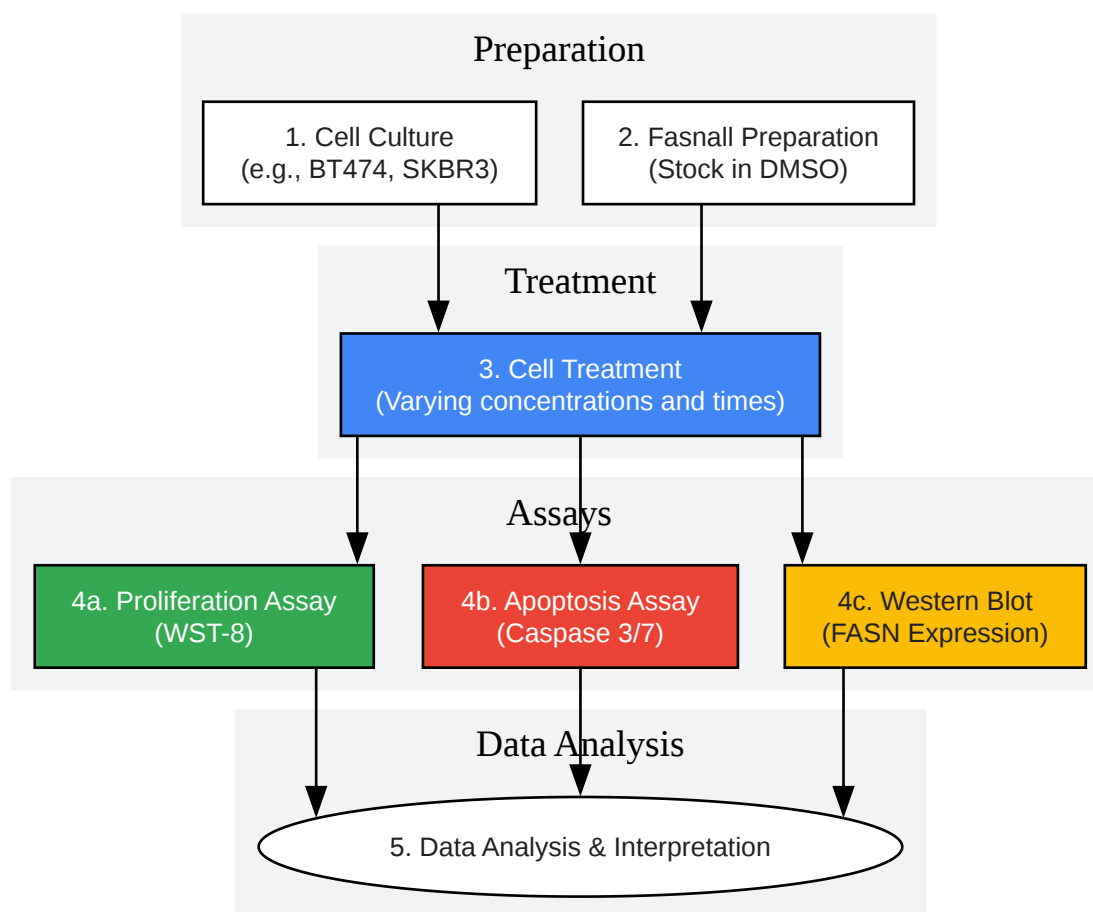 Preparation
1. Cell Culture
(e.g., BT474, SKBR3)
2. Fasnall Preparation
(Stock in DMSO)
Treatment
3. Cell Treatment
(Varying concentrations and times)
Assays
4a. Proliferation Assay
(WST-8)
4b. Apoptosis Assay
(Caspase 3/7)
4c. Western Blot
(FASN Expression)
Data Analysis
5. Data Analysis & Interpretation